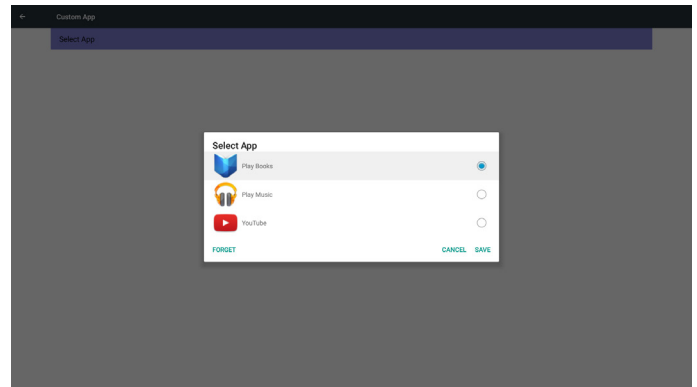 Custom App
Select App
Select App
Play Books
Play Music
YouTube
FORGET CANCEL SAVE